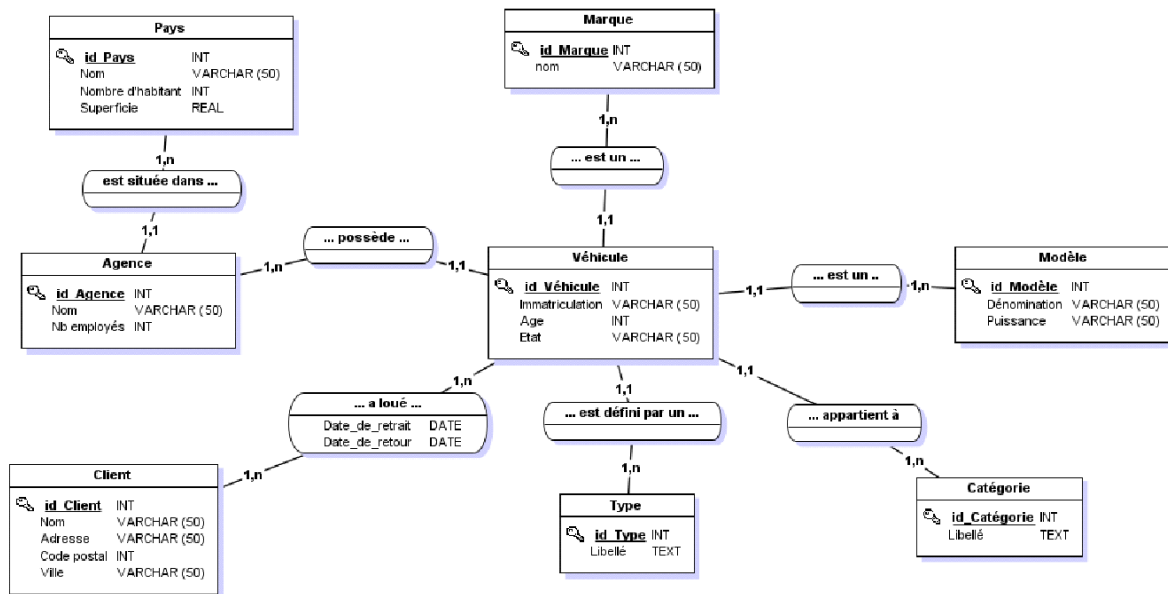 Pays
id_Pays INT
Nom VARCHAR (50)
Nombre d'habitant INT
Superficie REAL
Marque
id_Marque INT
nom VARCHAR (50)
1,n
est située dans ...
1,1
1,n
... est un ...
1,1
Agence
id_Agence INT
Nom VARCHAR (50)
Nb employés INT
1,n
... possède ...
1,1
Véhicule
id_Véhicule INT
Immatriculation VARCHAR (50)
Age INT
Etat VARCHAR (50)
1,1
... est un ..
1,n
Modèle
id_Modèle INT
Dénomination VARCHAR (50)
Puissance VARCHAR (50)
1,n
... a loué ...
Date_de_retrait DATE
Date_de_retour DATE
1,n
1,1
... est défini par un ...
1,n
1,1
... appartient à
1,n
Client
id_Client INT
Nom VARCHAR (50)
Adresse VARCHAR (50)
Code postal INT
Ville VARCHAR (50)
Type
id_Type INT
Libellé TEXT
Catégorie
id_Catégorie INT
Libellé TEXT